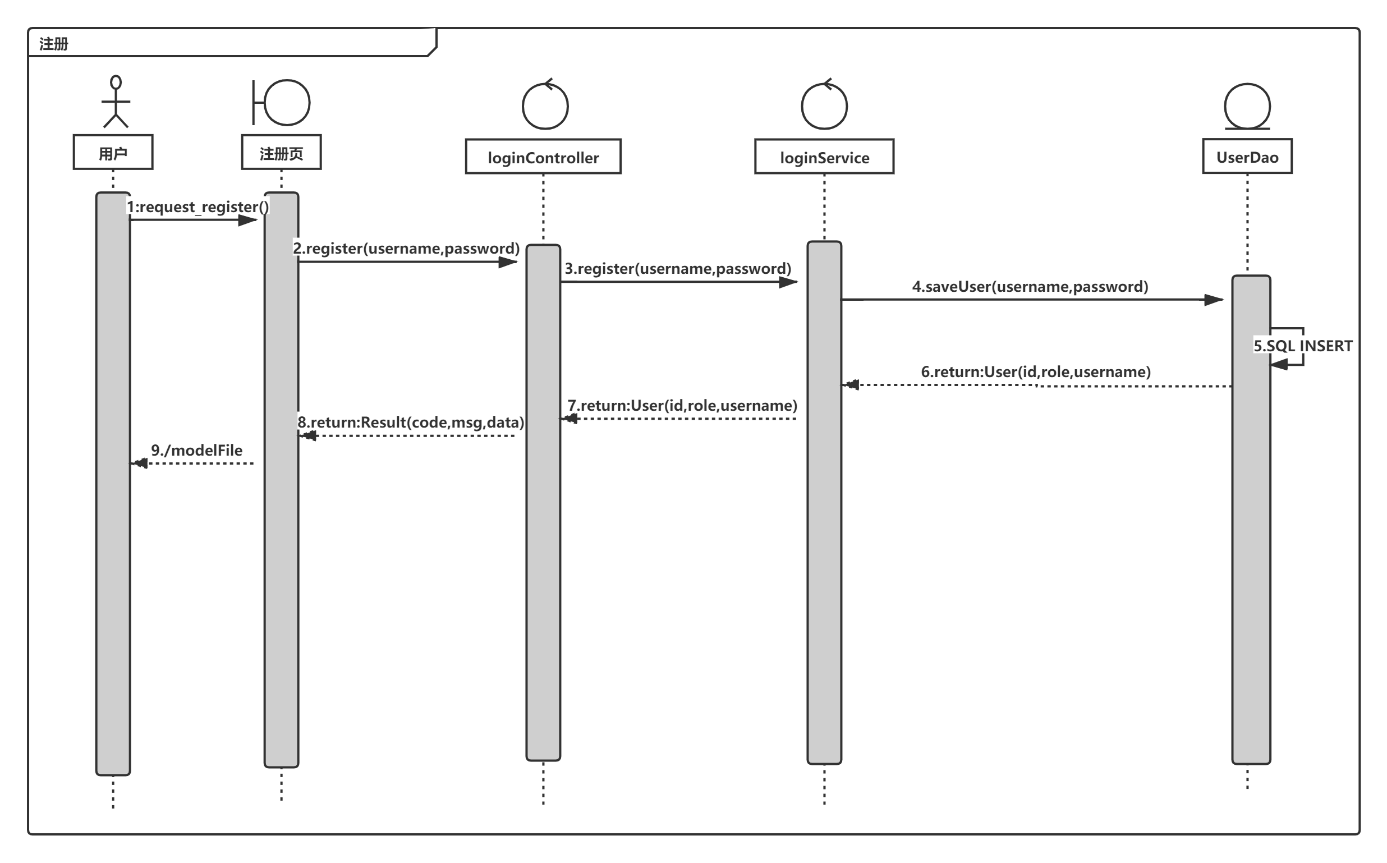 注册
用户
注册页
loginController
loginService
UserDao
1:request_register()
2.register(username,password)
3.register(username,password)
4.saveUser(username,password)
5.SQL INSERT
6.return:User(id,role,username)
7.return:User(id,role,username)
8.return:Result(code,msg,data)
9./modelFile